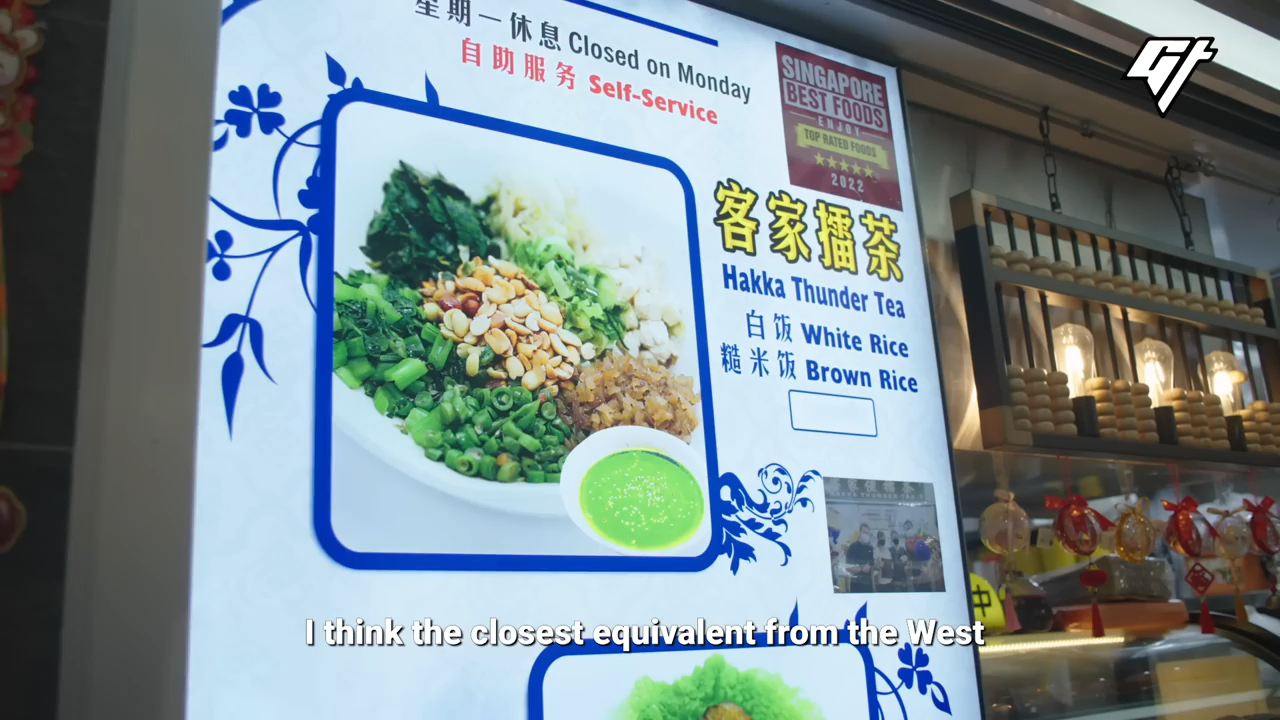 星期一休息 Closed on Monday
自助服务 Self-Service
SINGAPORE
BEST FOODS
ENJOY
TOP RATED FOODS
2022
客家擂茶
Hakka Thunder Tea
白饭 White Rice
糙米饭 Brown Rice
中
I think the closest equivalent from the West